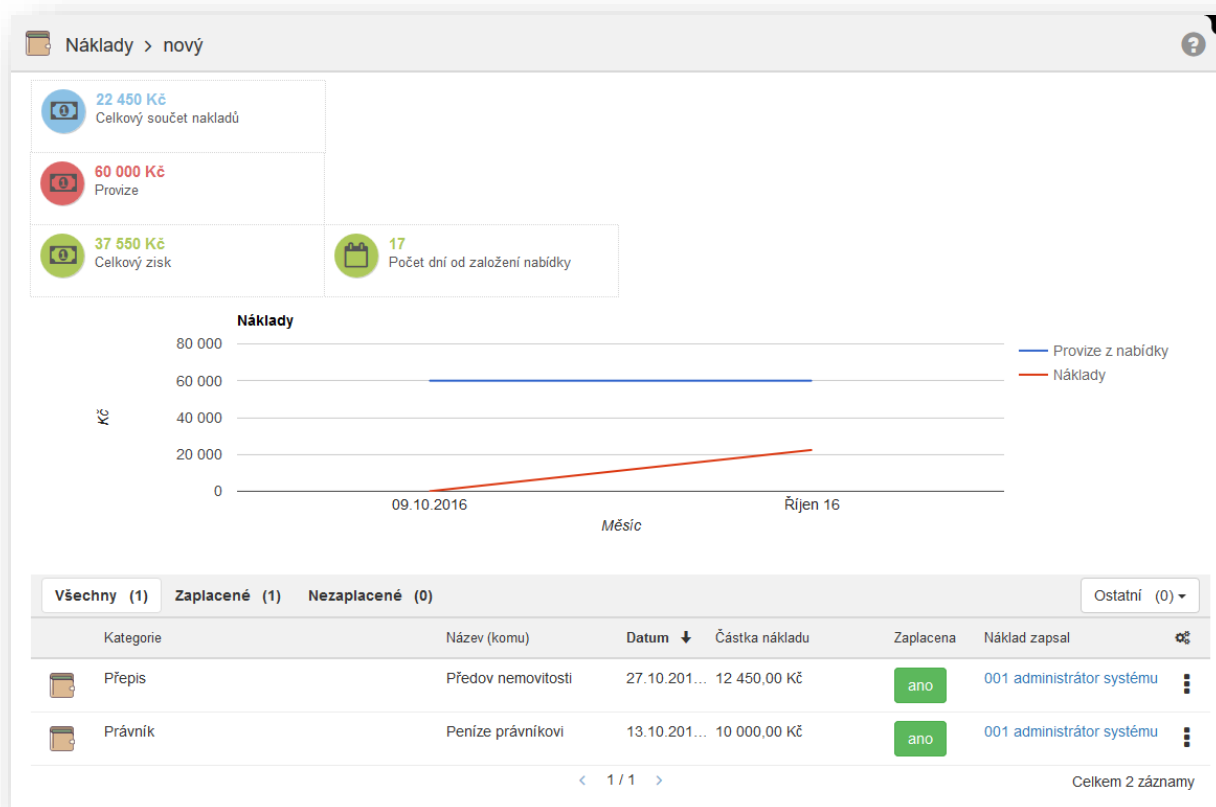 Náklady > nový
22 450 Kč
Celkový součet nakladů
60 000 Kč
Provize
37 550 Kč
Celkový zisk
17
Počet dní od založení nabídky
Náklady
80 000
60 000
40 000
20 000
0
Kč
09.10.2016
Říjen 16
Měsíc
Provize z nabídky
Náklady
Všechny (1) Zaplacené (1) Nezaplacené (0) Ostatní (0)
Kategorie Název (komu) Datum Částka nákladu Zaplacena Náklad zapsal
Přepis Předov nemovitosti 27.10.201... 12 450,00 Kč ano 001 administrátor systému
Právník Peníze právníkovi 13.10.201... 10 000,00 Kč ano 001 administrátor systému
< 1 / 1 >
Celkem 2 záznamy